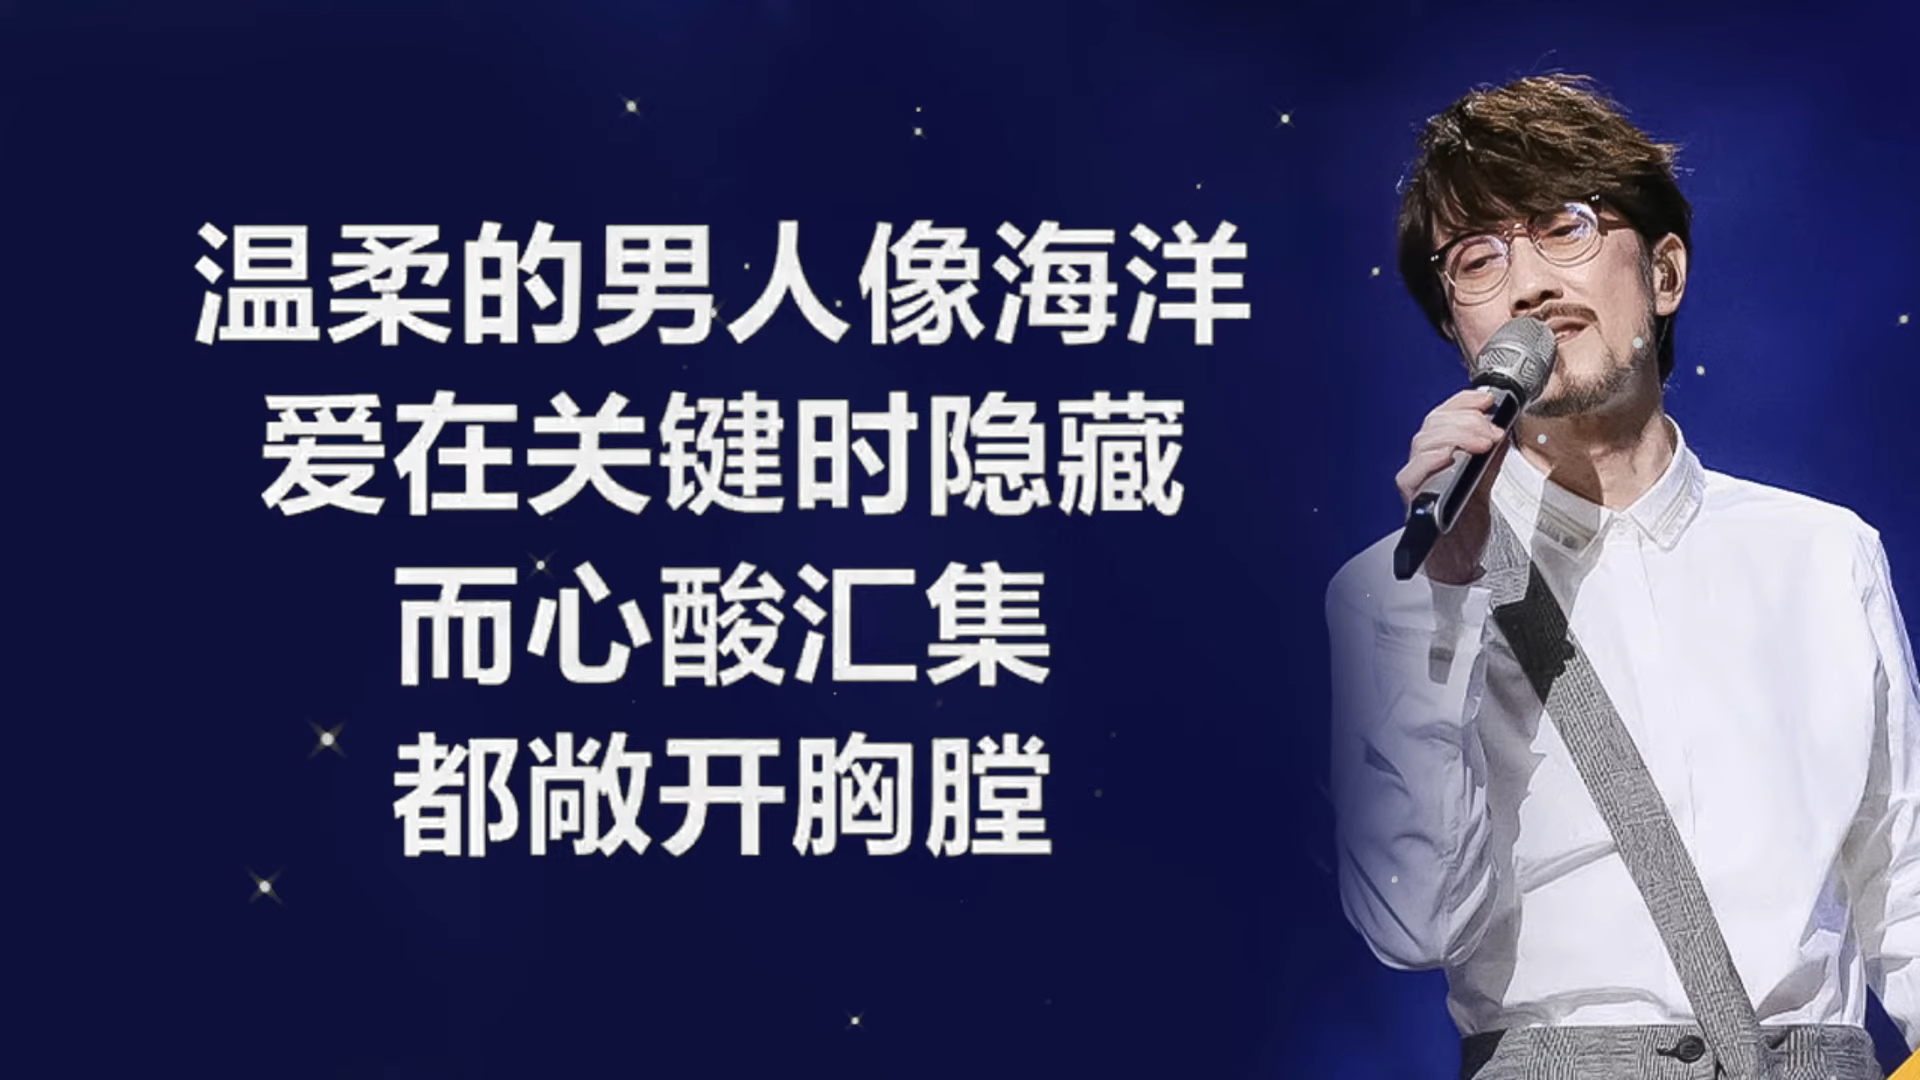 温柔的男人像海洋
爱在关键时隐藏
而心酸汇集
都敞开胸膛